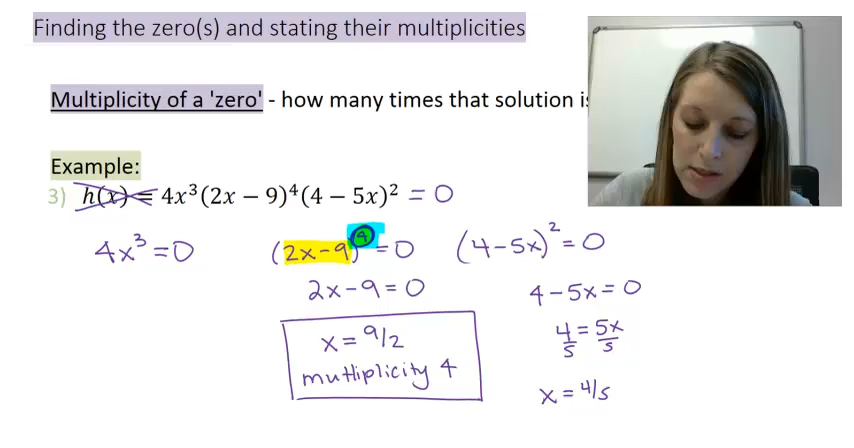 Finding the zero(s) and stating their multiplicities
Multiplicity of a 'zero' - how many times that solution is
Example:
3) h(x) = 4x³(2x − 9)⁴(4 − 5x)² = 0
4x³ = 0
(2x-9)⁴ = 0
2x-9 = 0
x = 9/2
multiplicity 4
(4-5x)² = 0
4-5x = 0
4/5 = 5x/5
x = 4/5